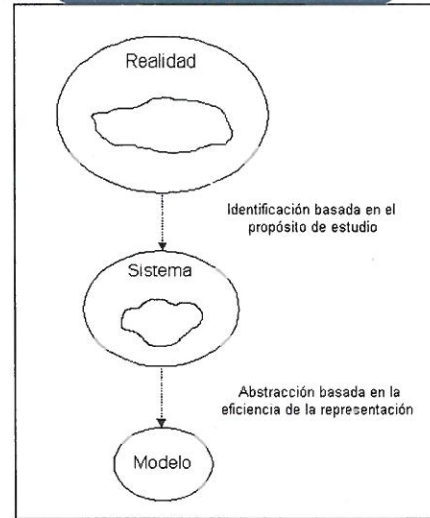 Realidad
Identificación basada en el
propósito de estudio
Sistema
Abstracción basada en la
eficiencia de la representación
Modelo